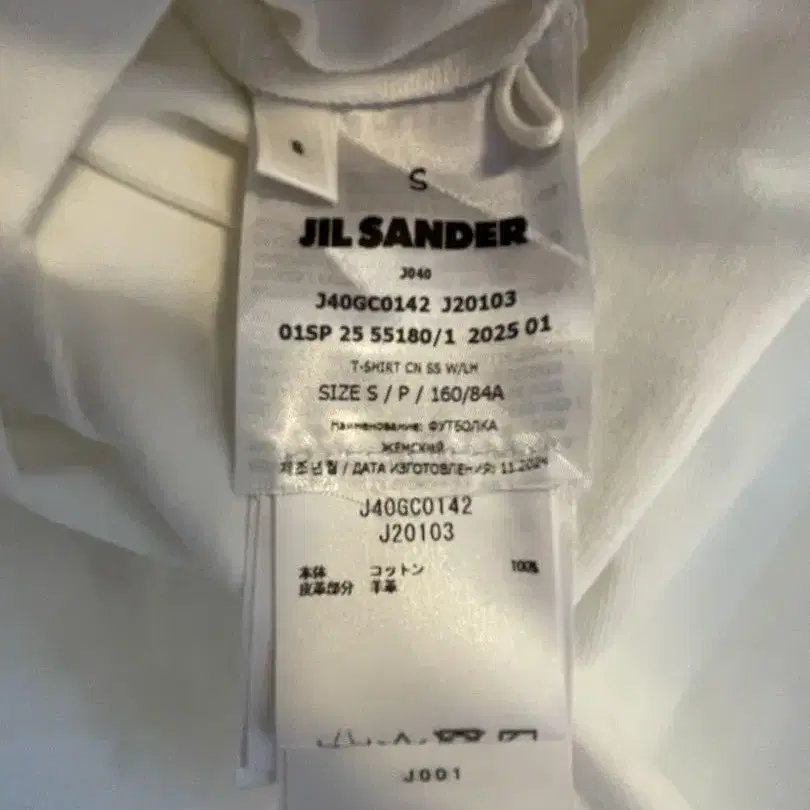 S
JIL SANDER
J040
J40GC0142 J20103
01SP 25 55180/1 2025 01
T-SHIRT CN SS W/LH
SIZE S / P / 160/84A
Наименование: ФУТБОЛКА
ЖЕНСКИЙ
제조년월 / ДАТА ИЗГОТОВЛЕНИЯ: 11.2024
J40GC0142
J20103
本体 コットン 100%
皮革部分 羊革
J001